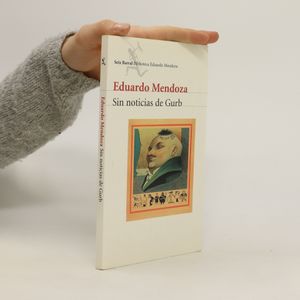 Seix Barral Biblioteca Eduardo Mendoza
Eduardo Mendoza
Sin noticias de Gurb
Eduardo Mendoza Sin noticias de Gurb